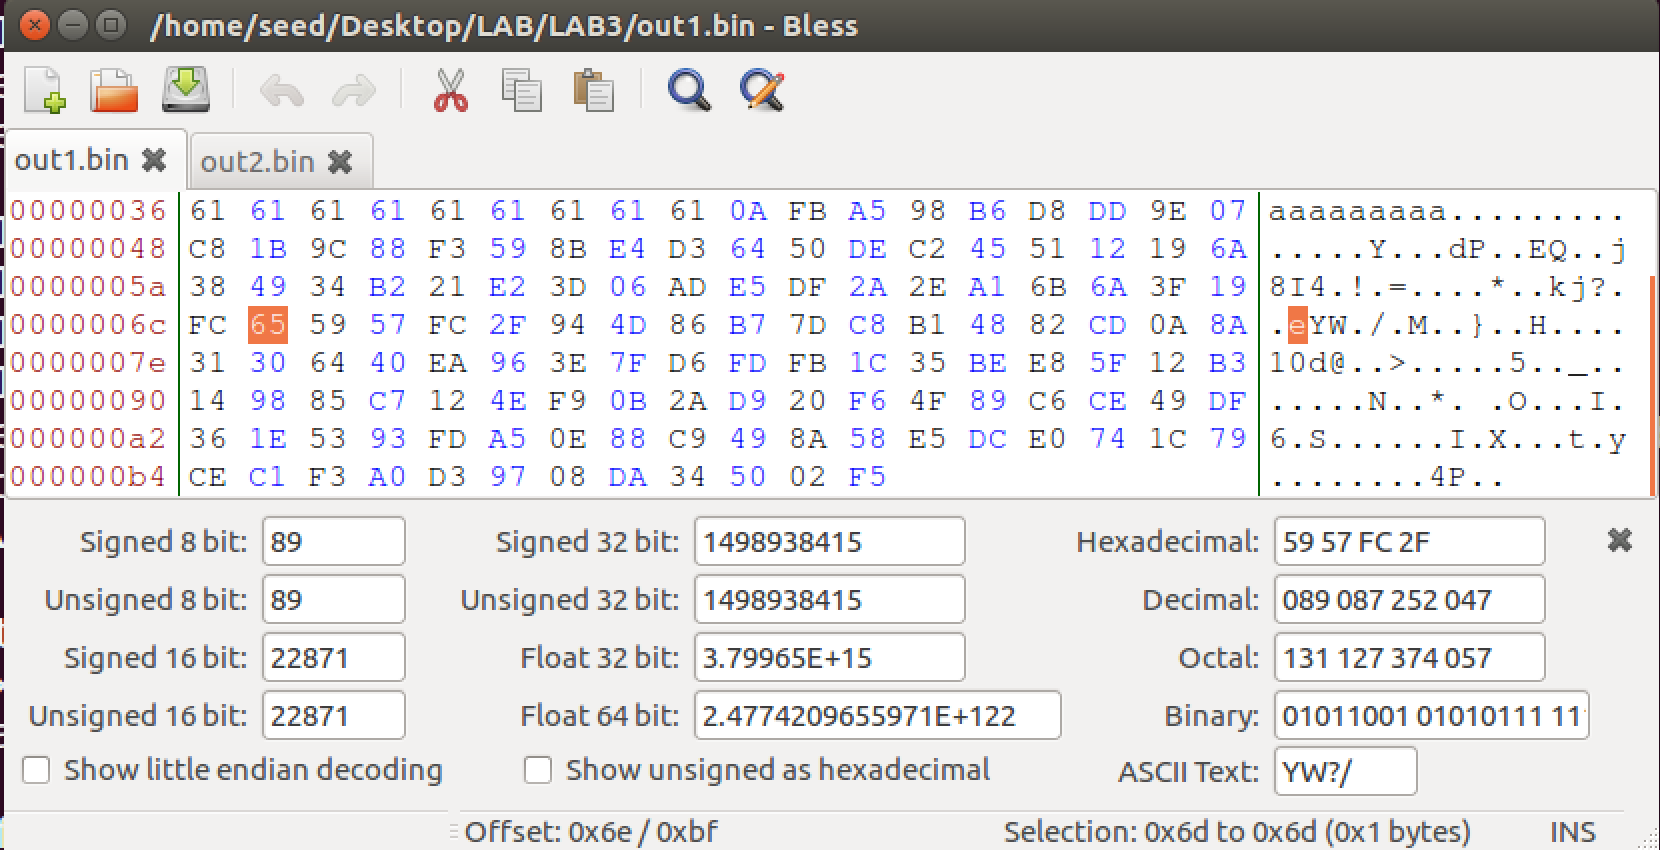 /home/seed/Desktop/LAB/LAB3/out1.bin - Bless
out1.bin out2.bin
00000036 61 61 61 61 61 61 61 61 61 0A FB A5 98 B6 D8 DD 9E 07 aaaaaaaaa.........
00000048 C8 1B 9C 88 F3 59 8B E4 D3 64 50 DE C2 45 51 12 19 6A .....Y...dP..EQ..j
0000005a 38 49 34 B2 21 E2 3D 06 AD E5 DF 2A 2E A1 6B 6A 3F 19 8I4.!.=....*..kj?.
0000006c FC 65 59 57 FC 2F 94 4D 86 B7 7D C8 B1 48 82 CD 0A 8A .eYW./.M..}..H....
0000007e 31 30 64 40 EA 96 3E 7F D6 FD FB 1C 35 BE E8 5F 12 B3 10d@..>.....5.._..
00000090 14 98 85 C7 12 4E F9 0B 2A D9 20 F6 4F 89 C6 CE 49 DF .....N..*. .O...I.
000000a2 36 1E 53 93 FD A5 0E 88 C9 49 8A 58 E5 DC E0 74 1C 79 6.S......I.X...t.y
000000b4 CE C1 F3 A0 D3 97 08 DA 34 50 02 F5 ........4P..
Signed 8 bit: 89 Signed 32 bit: 1498938415 Hexadecimal: 59 57 FC 2F
Unsigned 8 bit: 89 Unsigned 32 bit: 1498938415 Decimal: 089 087 252 047
Signed 16 bit: 22871 Float 32 bit: 3.79965E+15 Octal: 131 127 374 057
Unsigned 16 bit: 22871 Float 64 bit: 2.4774209655971E+122 Binary: 01011001 01010111 11
Show little endian decoding Show unsigned as hexadecimal ASCII Text: YW?/
Offset: 0x6e / 0xbf Selection: 0x6d to 0x6d (0x1 bytes) INS